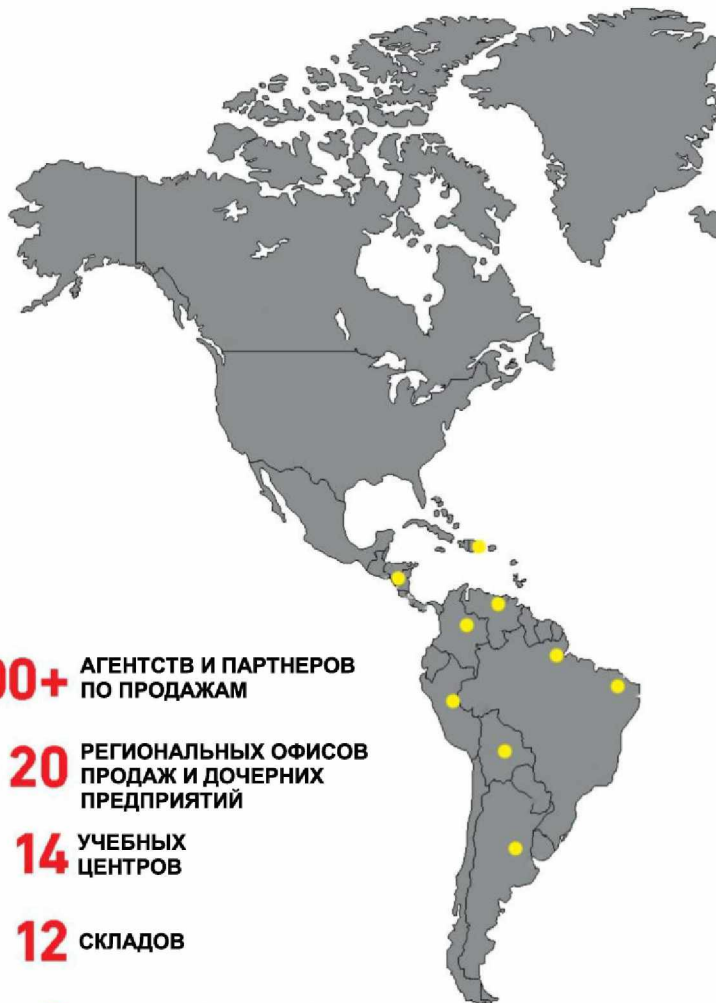 00+ АГЕНТСТВ И ПАРТНЕРОВ
ПО ПРОДАЖАМ
20 РЕГИОНАЛЬНЫХ ОФИСОВ
ПРОДАЖ И ДОЧЕРНИХ
ПРЕДПРИЯТИЙ
14 УЧЕБНЫХ
ЦЕНТРОВ
12 СКЛАДОВ